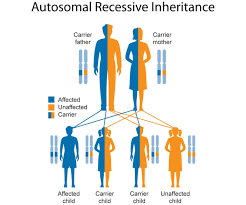 Autosomal Recessive Inheritance
Carrier
father
Carrier
mother
Affected
Unaffected
Carrier
Affected
child
Carrier
child
Carrier
child
Unaffected
child